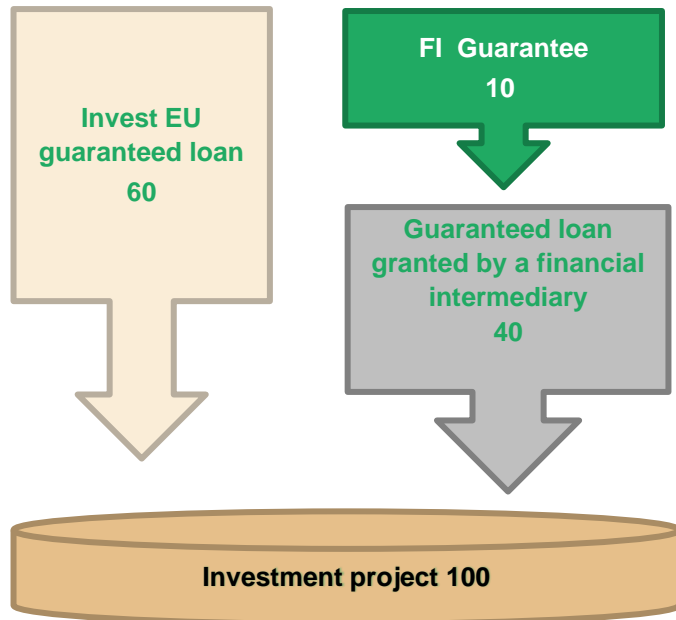 Invest EU
guaranteed loan
60
FI Guarantee
10
Guaranteed loan
granted by a financial
intermediary
40
Investment project 100